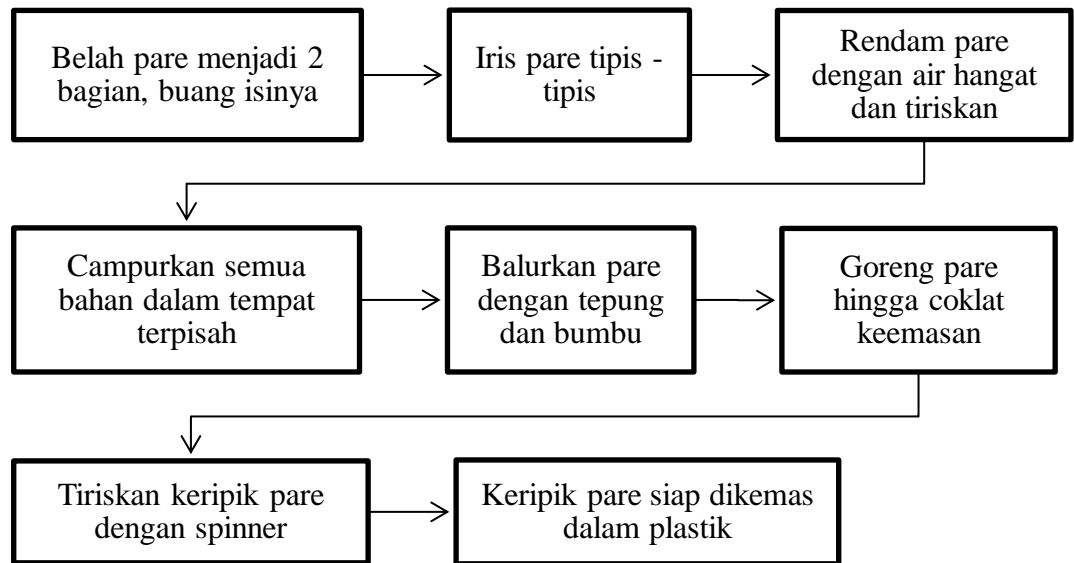 Belah pare menjadi 2
bagian, buang isinya
Iris pare tipis -
tipis
Rendam pare
dengan air hangat
dan tiriskan
Campurkan semua
bahan dalam tempat
terpisah
Balurkan pare
dengan tepung
dan bumbu
Goreng pare
hingga coklat
keemasan
Tiriskan keripik pare
dengan spinner
Keripik pare siap dikemas
dalam plastik